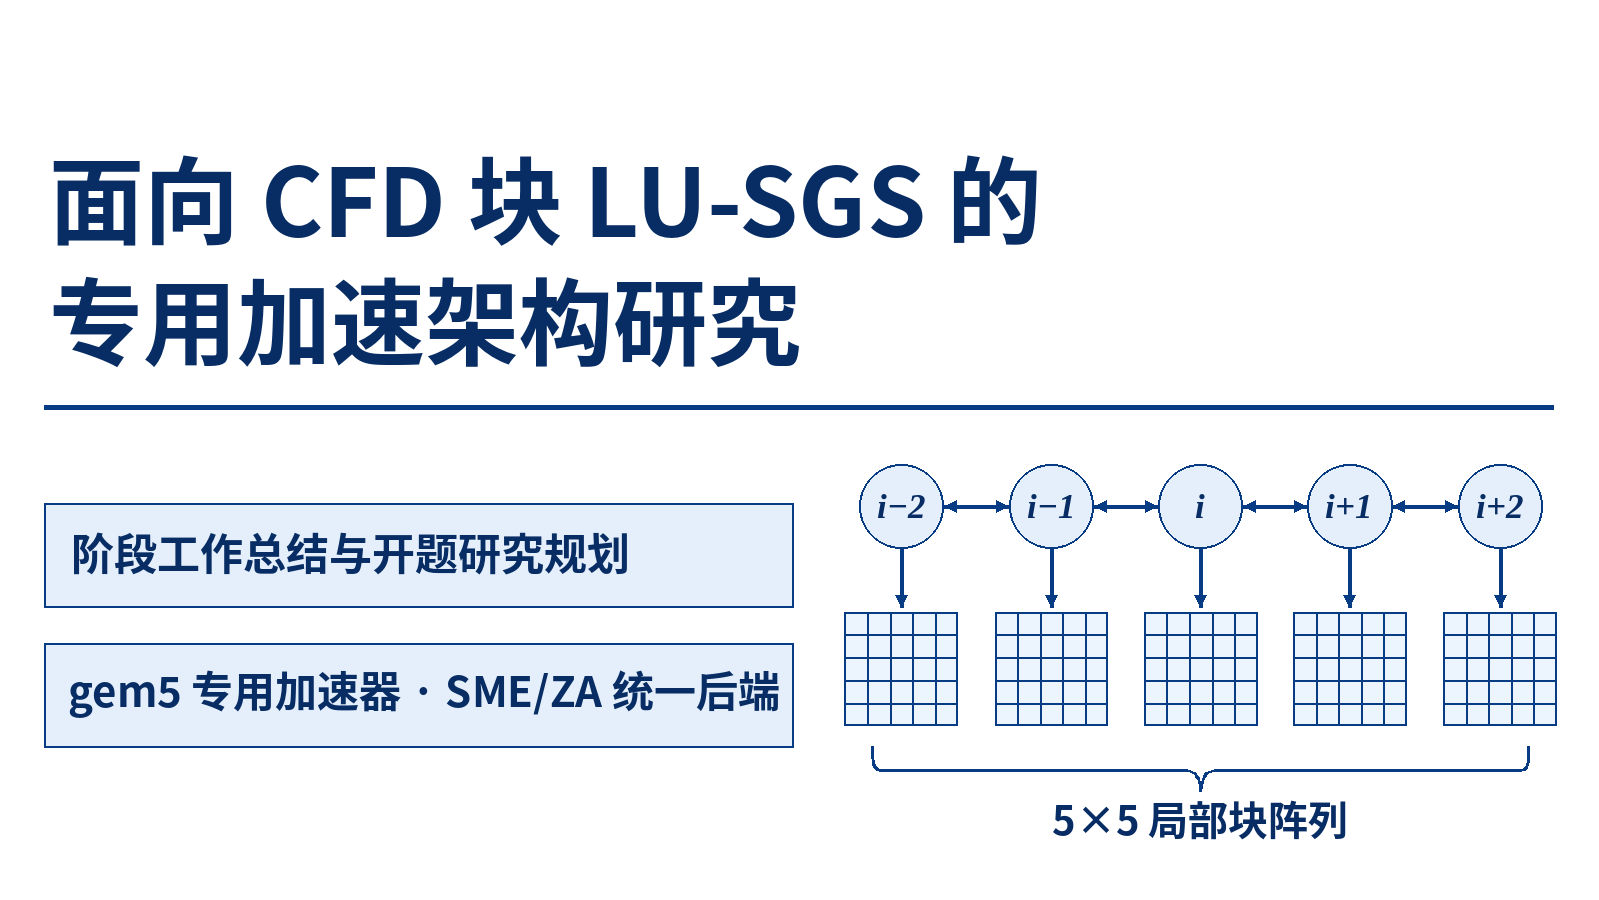 面向 CFD 块 LU-SGS 的
专用加速架构研究
阶段工作总结与开题研究规划
gem5 专用加速器 · SME/ZA 统一后端
i−2 i−1 i i+1 i+2
5×5 局部块阵列